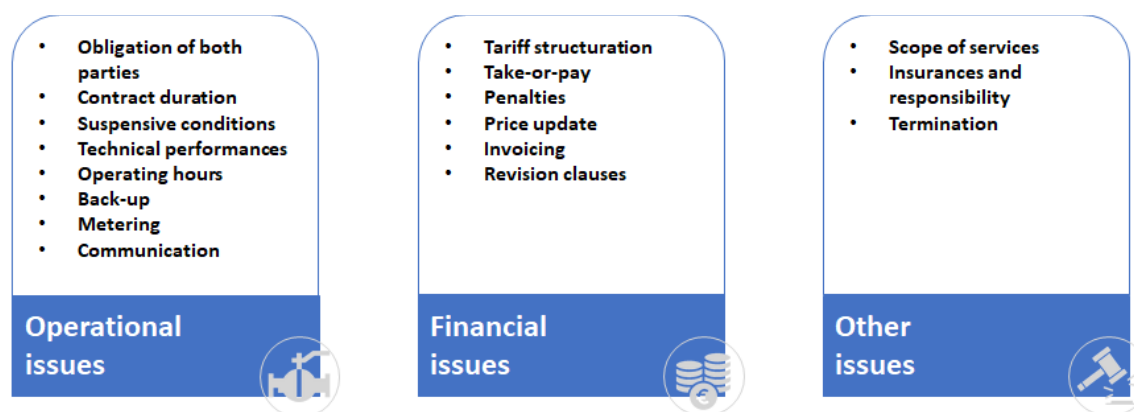 • Obligation of both
parties
• Contract duration
• Suspensive conditions
• Technical performances
• Operating hours
• Back-up
• Metering
• Communication
Operational
issues
• Tariff structuration
• Take-or-pay
• Penalties
• Price update
• Invoicing
• Revision clauses
Financial
issues
€
• Scope of services
• Insurances and
responsibility
• Termination
Other
issues